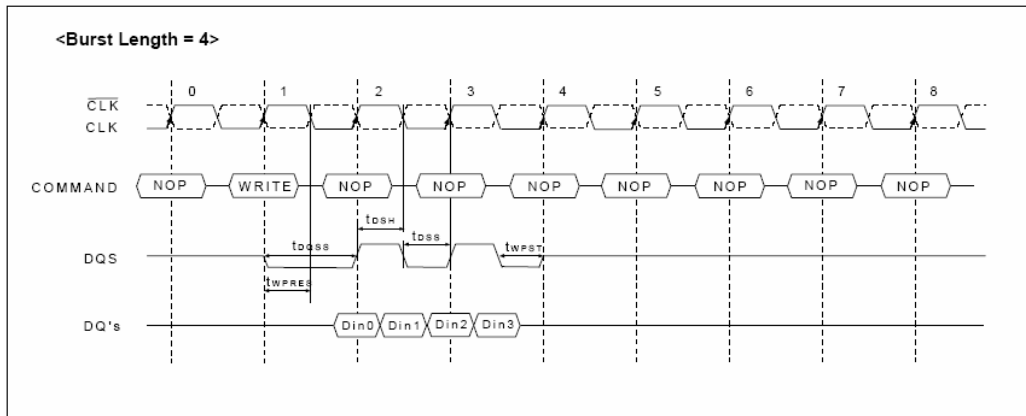 <Burst Length = 4>
0 1 2 3 4 5 6 7 8
CLK
CLK
COMMAND NOP WRITE NOP NOP NOP NOP NOP NOP NOP
tDSH
tDQSS tDSS tWPST
DQS
tWPRES
DQ's Din0 Din1 Din2 Din3